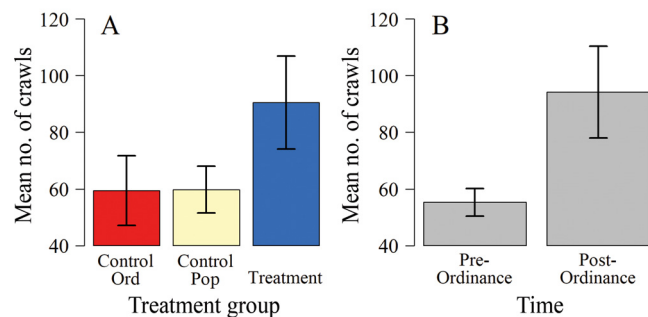 A
Mean no. of crawls
120
100
80
60
40
Control
Ord
Control
Pop
Treatment
Treatment group
B
Mean no. of crawls
120
100
80
60
40
Pre-
Ordinance
Post-
Ordinance
Time